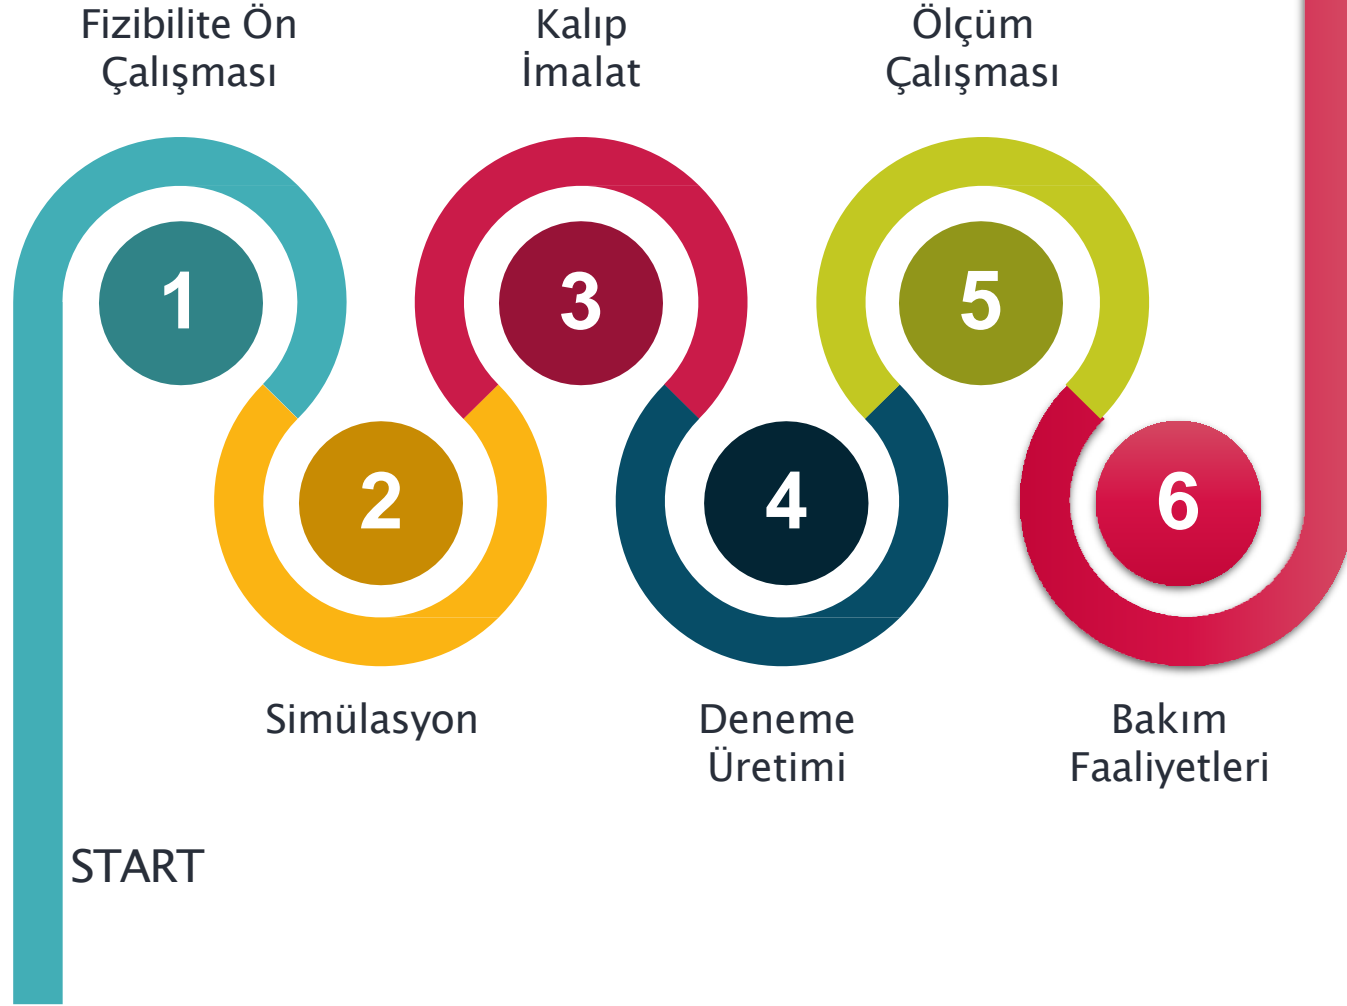 Fizibilite Ön
Çalışması
Kalıp
İmalat
Ölçüm
Çalışması
1
3
5
2
4
6
Simülasyon
Deneme
Üretimi
Bakım
Faaliyetleri
START